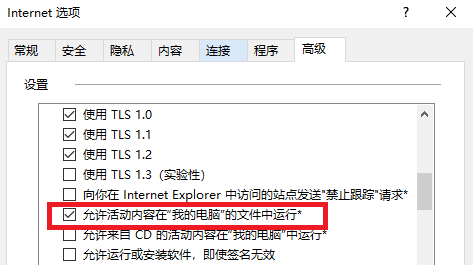 Internet 选项
常规 安全 隐私 内容 连接 程序 高级
设置
使用 TLS 1.0
使用 TLS 1.1
使用 TLS 1.2
使用 TLS 1.3（实验性）
向你在 Internet Explorer 中访问的站点发送"禁止跟踪"请求*
允许活动内容在"我的电脑"的文件中运行*
允许来自 CD 的活动内容在"我的电脑"中运行*
允许运行或安装软件，即使签名无效